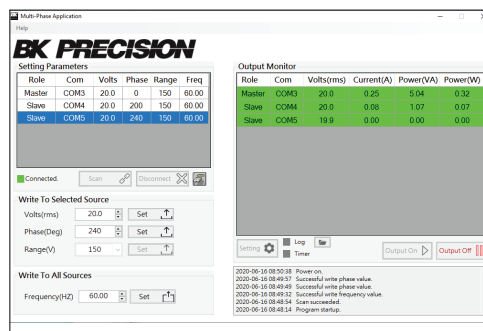 Multi-Phase Application
Help
BK PRECISION
Setting Parameters
Role Com Volts Phase Range Freq
Master COM3 20.0 0 150 60.00
Slave COM4 20.0 200 150 60.00
Slave COM5 20.0 240 150 60.00
Connected. Scan Disconnect
Write To Selected Source
Volts(rms) 20.0 Set
Phase(Deg) 240 Set
Range(V) 150 Set
Write To All Sources
Frequency(HZ) 60.00 Set
Output Monitor
Role Com Volts(rms) Current(A) Power(VA) Power(W)
Master COM3 20.0 0.25 5.04 0.32
Slave COM4 20.0 0.08 1.07 0.07
Slave COM5 19.9 0.00 0.00 0.00
Setting Log Timer Output On Output Off
2020-06-16 08:50:38 Power on.
2020-06-16 08:49:57 Successful write phase value.
2020-06-16 08:49:49 Successful write phase value.
2020-06-16 08:49:32 Successful write frequency value.
2020-06-16 08:48:54 Scan succeeded.
2020-06-16 08:48:14 Program startup.